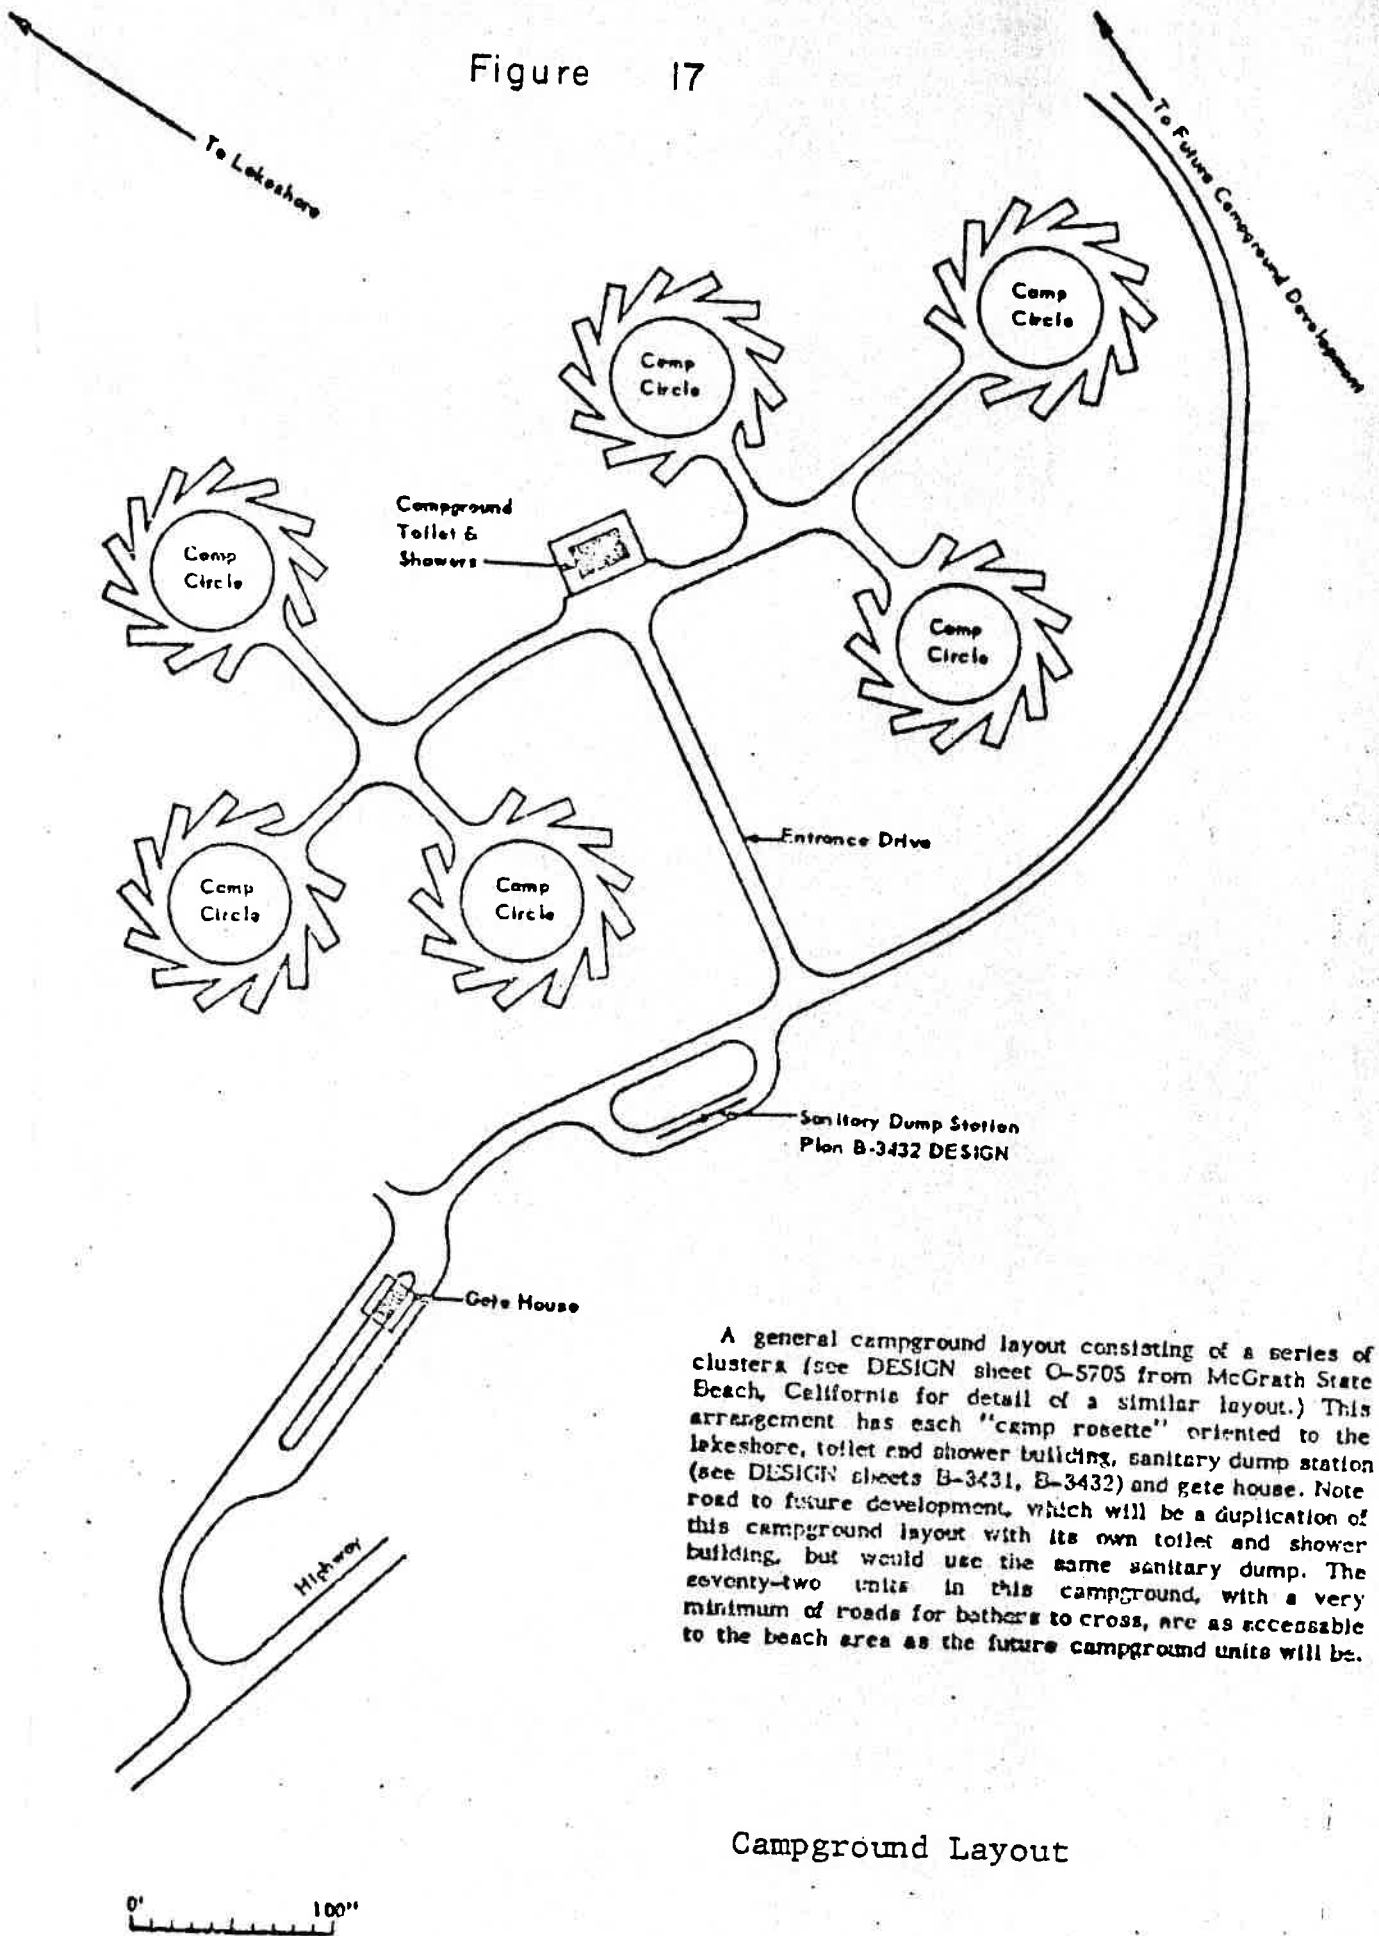 Figure 17
To Lakeshore
To Future Campground Development
Camp
Circle
Camp
Circle
Campground
Toilet &
Showers
Camp
Circle
Camp
Circle
Entrance Drive
Camp
Circle
Camp
Circle
Sanitary Dump Station
Plan B-3432 DESIGN
Gate House
Highway
A general campground layout consisting of a series of
clusters (see DESIGN sheet O-5705 from McGrath State
Beach, California for detail of a similar layout.) This
arrangement has each "camp rosette" oriented to the
lakeshore, toilet and shower building, sanitary dump station
(see DESIGN sheets B-3431, B-3432) and gate house. Note
road to future development, which will be a duplication of
this campground layout with its own toilet and shower
building, but would use the same sanitary dump. The
seventy-two units in this campground, with a very
minimum of roads for bathers to cross, are as accessable
to the beach area as the future campground units will be.
Campground Layout
0' 100"